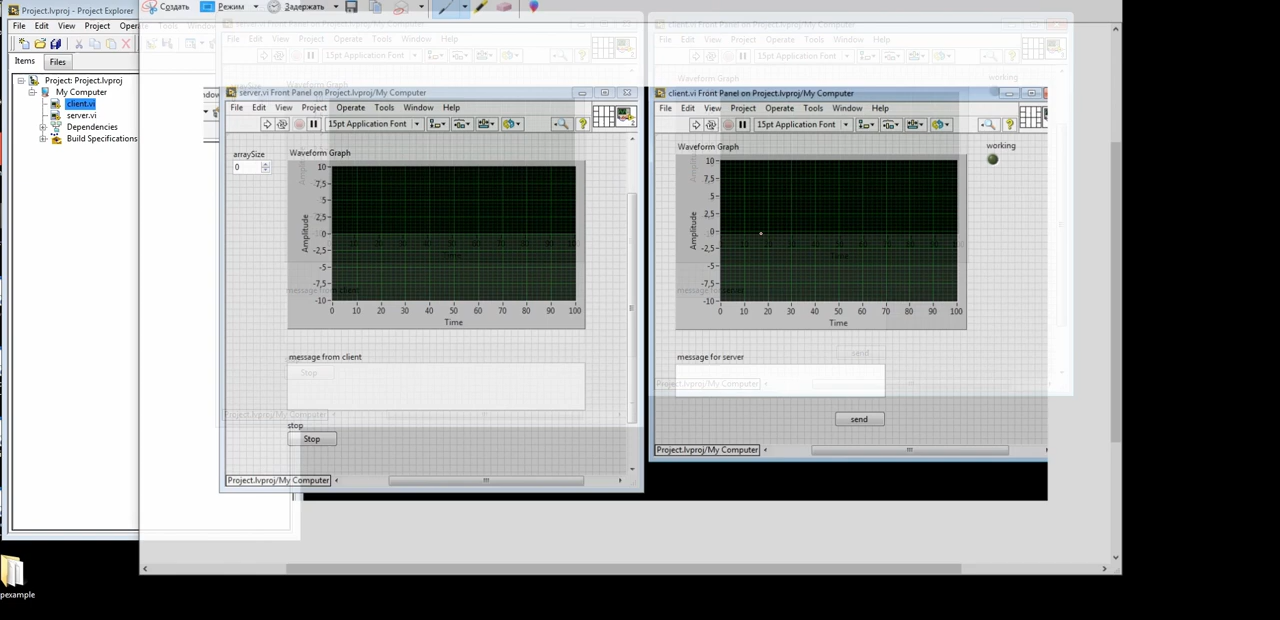 Project.lvproj - Project Explorer
File Edit View Project Operate Tools
Items Files
Project: Project.lvproj
My Computer
client.vi
server.vi
Dependencies
Build Specifications
Создать Режим Задержать
server.vi Front Panel on Project.lvproj/My Computer
File Edit View Project Operate Tools Window Help
15pt Application Font
arraySize
0
Waveform Graph
Amplitude
10
7,5
5
2,5
0
-2,5
-5
-7,5
-10
0 10 20 30 40 50 60 70 80 90 100
Time
message from client
stop
Stop
Project.lvproj/My Computer
client.vi Front Panel on Project.lvproj/My Computer
File Edit View Project Operate Tools Window Help
15pt Application Font
Waveform Graph
working
Amplitude
10
7,5
5
2,5
0
-2,5
-5
-7,5
-10
0 10 20 30 40 50 60 70 80 90 100
Time
message for server
send
Project.lvproj/My Computer
pexample